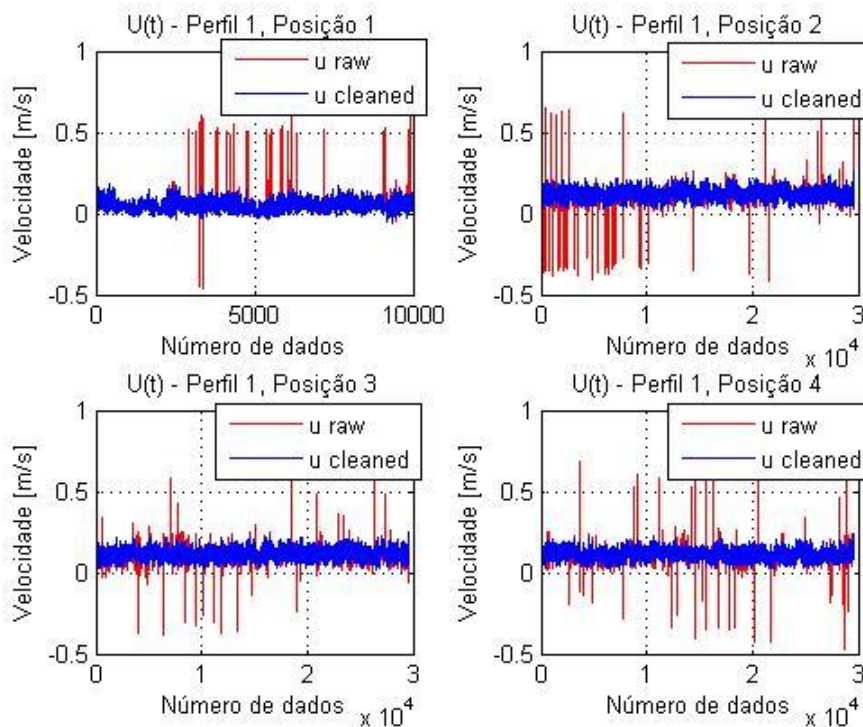 U(t) - Perfil 1, Posição 1
u raw
u cleaned
Velocidade [m/s]
1
0.5
0
-0.5
0
5000
10000
Número de dados
U(t) - Perfil 1, Posição 2
u raw
u cleaned
Velocidade [m/s]
1
0.5
0
-0.5
0
1
2
3
Número de dados
x 10^4
U(t) - Perfil 1, Posição 3
u raw
u cleaned
Velocidade [m/s]
1
0.5
0
-0.5
0
1
2
3
Número de dados
x 10^4
U(t) - Perfil 1, Posição 4
u raw
u cleaned
Velocidade [m/s]
1
0.5
0
-0.5
0
1
2
3
Número de dados
x 10^4